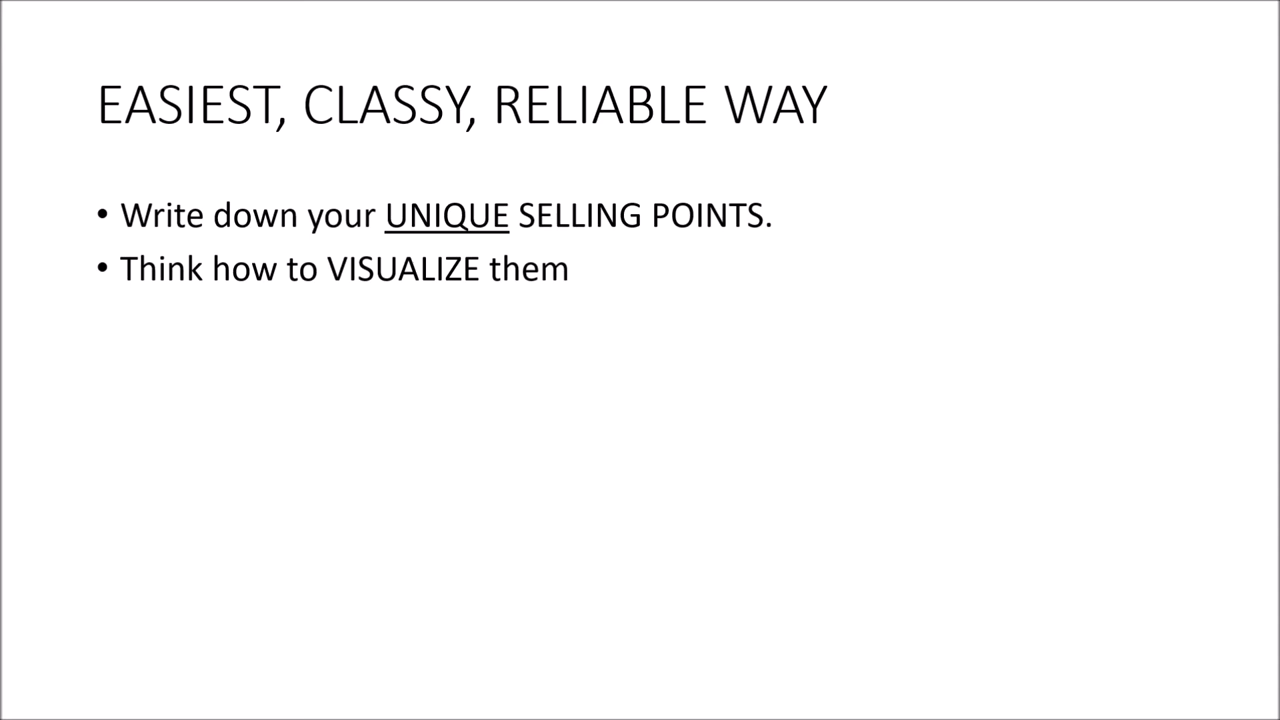 EASIEST, CLASSY, RELIABLE WAY
• Write down your UNIQUE SELLING POINTS.
• Think how to VISUALIZE them